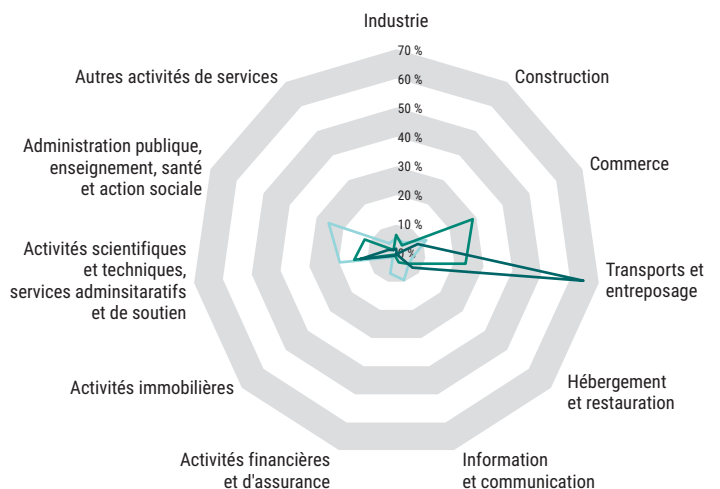 Industrie
70 %
60 %
50 %
40 %
30 %
20 %
10 %
0 %
Autres activités de services
Construction
Administration publique,
enseignement, santé
et action sociale
Commerce
Activités scientifiques
et techniques,
services adminsitaratifs
et de soutien
Transports et
entreposage
Activités immobilières
Hébergement
et restauration
Activités financières
et d'assurance
Information
et communication